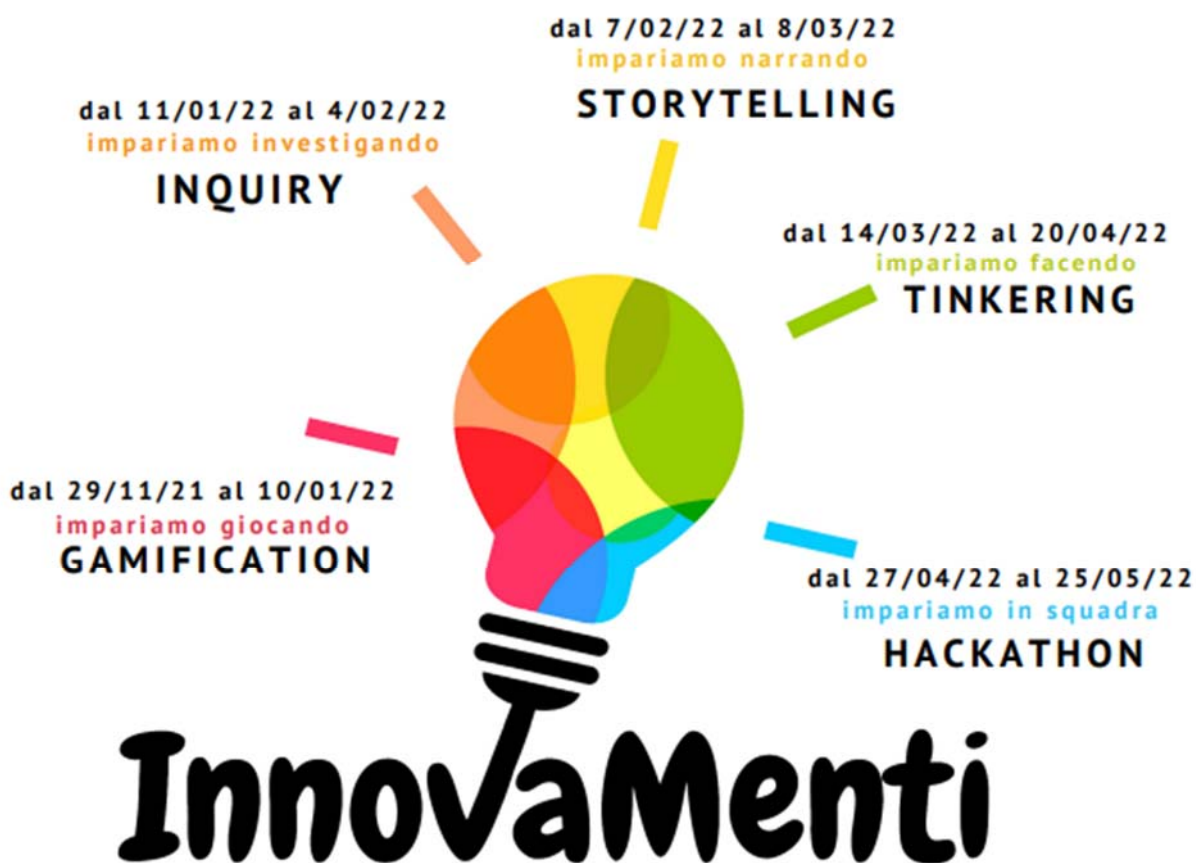 dal 7/02/22 al 8/03/22
impariamo narrando
STORYTELLING
dal 11/01/22 al 4/02/22
impariamo investigando
INQUIRY
dal 14/03/22 al 20/04/22
impariamo facendo
TINKERING
dal 29/11/21 al 10/01/22
impariamo giocando
GAMIFICATION
dal 27/04/22 al 25/05/22
impariamo in squadra
HACKATHON
InnovaMenti